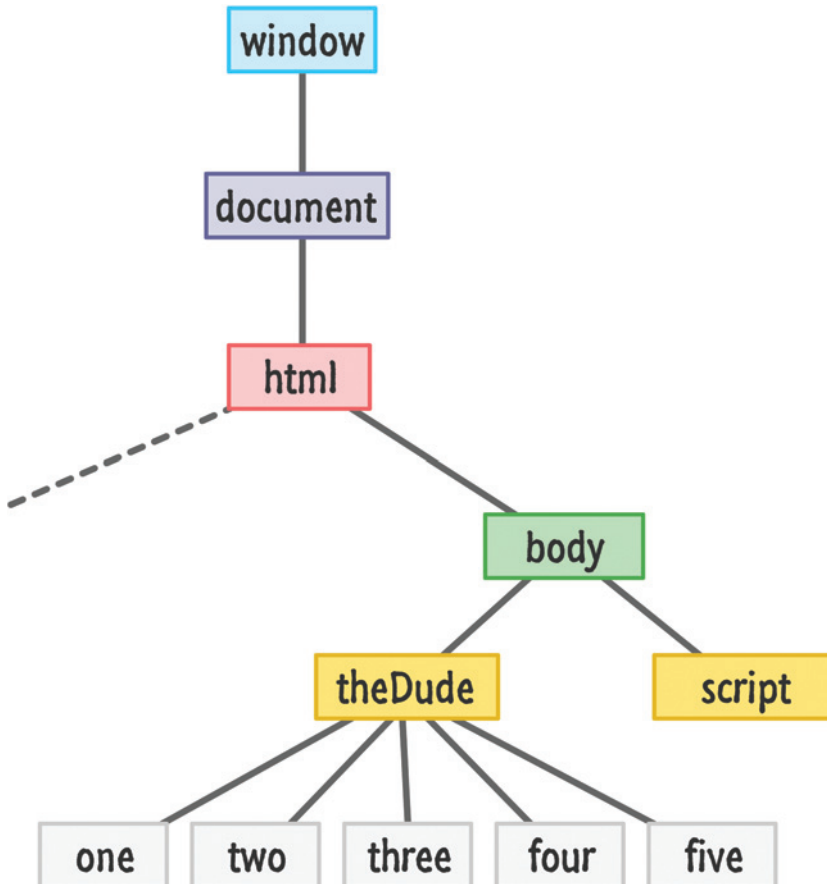 window
document
html
body
theDude script
one two three four five